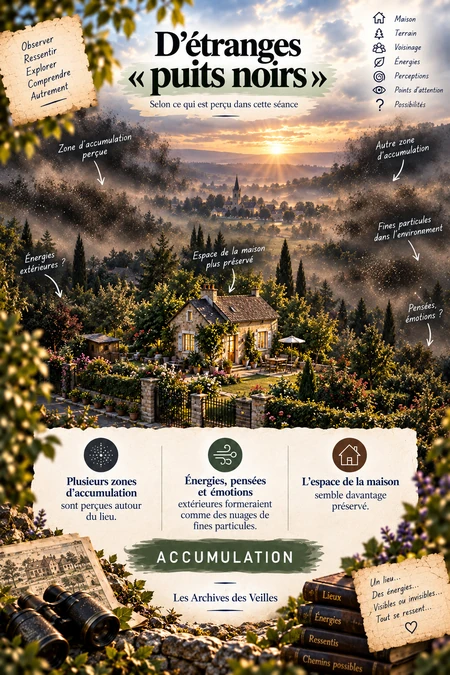 Observer
Ressentir
Explorer
Comprendre
Autrement
D'étranges
« puits noirs »
Selon ce qui est perçu dans cette séance
Maison
Terrain
Voisinage
Énergies
Perceptions
Points d'attention
? Possibilités
Zone d'accumulation
perçue
Autre zone
d'accumulation
Fines particules
dans l'environnement
Énergies
extérieures ?
Espace de la maison
plus préservé
Pensées,
émotions ?
Plusieurs zones
d'accumulation
sont perçues autour
du lieu.
Énergies, pensées
et émotions
extérieures formeraient
comme des nuages de
fines particules.
L'espace de la maison
semble davantage
préservé.
ACCUMULATION
Les Archives des Veilles
Un lieu...
Des énergies...
Visibles ou invisibles...
Tout se ressent...
Lieux
Énergies
Ressentis
Chemins possibles